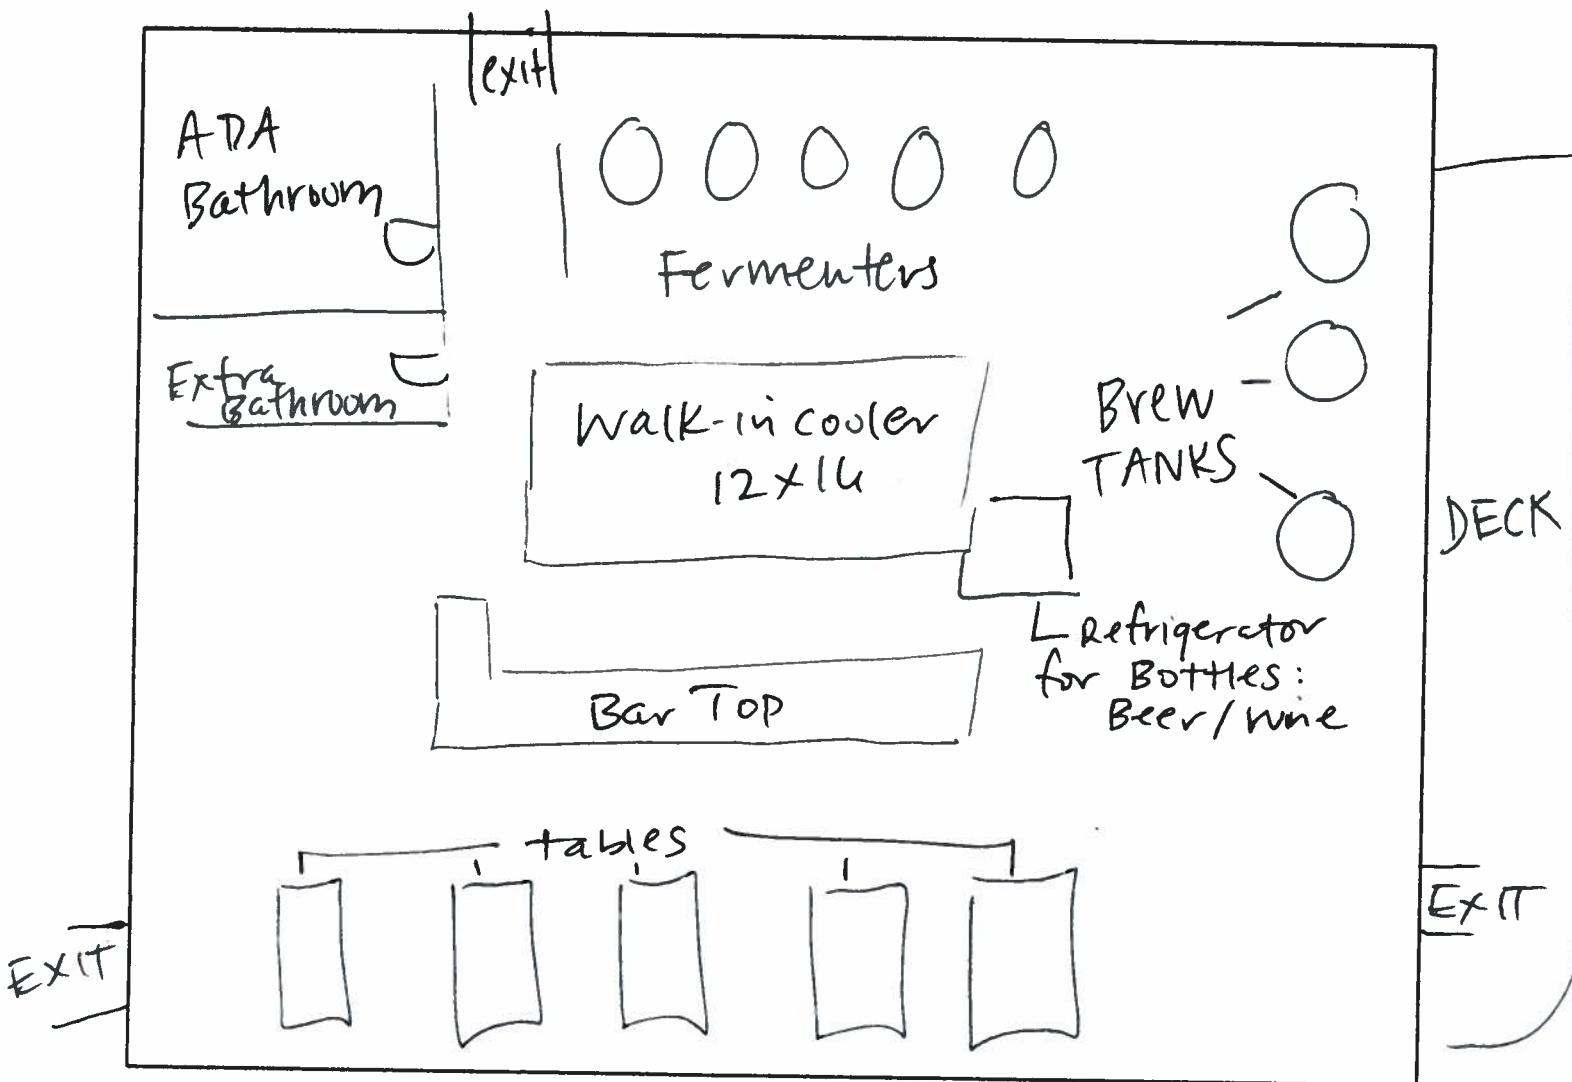 exit
ADA
Bathroom
Fermenters
Extra
Bathroom
Walk-in cooler
Brew
TANKS
DECK
Refrigerator
for Bottles:
Beer/wine
Bar Top
tables
EXIT
EXIT